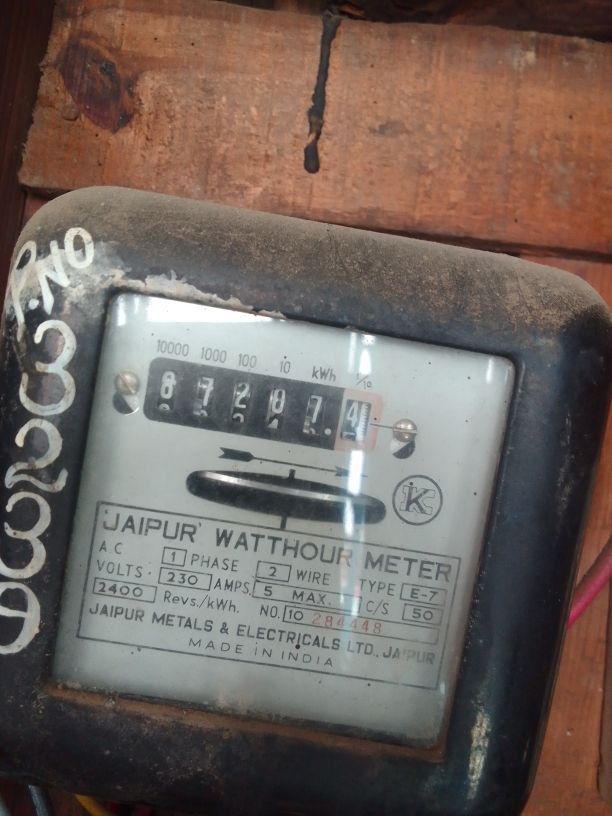 P.NO
33239
10000 1000 100 10 kWh 1/10
8 7 2 8 7. 4
K
'JAIPUR' WATTHOUR METER
A.C 1 PHASE 2 WIRE TYPE E-7
VOLTS. 230 AMPS. 5 MAX. C/S 50
2400 Revs./kWh. NO. 10 284448
JAIPUR METALS & ELECTRICALS LTD., JAIPUR
MADE IN INDIA